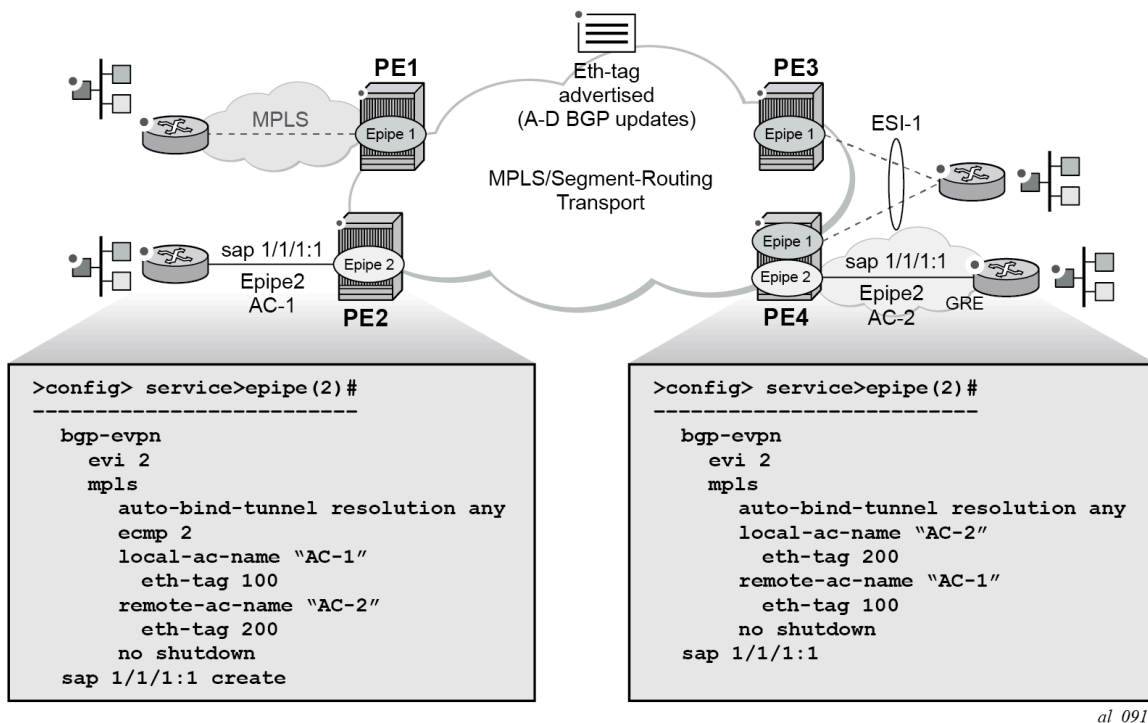 Eth-tag
advertised
(A-D BGP updates)
PE1
PE3
MPLS
Epipe 1
Epipe 1
ESI-1
MPLS/Segment-Routing
Transport
sap 1/1/1:1
Epipe2
AC-1
Epipe 2
PE2
Epipe 1
Epipe 2
PE4
sap 1/1/1:1
Epipe2
AC-2
GRE
>config> service>epipe(2)#
--------------------------
bgp-evpn
evi 2
mpls
auto-bind-tunnel resolution any
ecmp 2
local-ac-name “AC-1”
eth-tag 100
remote-ac-name “AC-2”
eth-tag 200
no shutdown
sap 1/1/1:1 create
>config> service>epipe(2)#
--------------------------
bgp-evpn
evi 2
mpls
auto-bind-tunnel resolution any
local-ac-name “AC-2”
eth-tag 200
remote-ac-name “AC-1”
eth-tag 100
no shutdown
sap 1/1/1:1
al_091